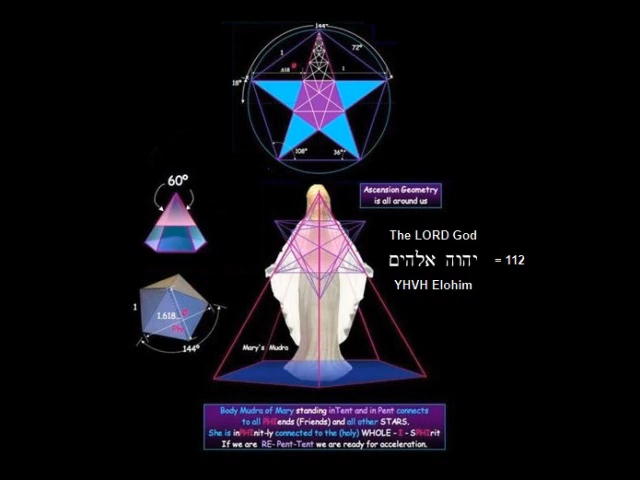 144°
72°
1
1
.618
18°
108°
36°
60°
Ascension Geometry
is all around us
The LORD God
יהוה אלהים = 112
YHVH Elohim
1
1.618
Phi
144°
Mary's Mudra
Body Mudra of Mary standing inTent and in Pent connects
to all PHIends (Friends) and all other STARS.
She is inPHInit-ly connected to the (holy) WHOLE - I - SPHIrit
If we are RE- Pent-Tent we are ready for acceleration.